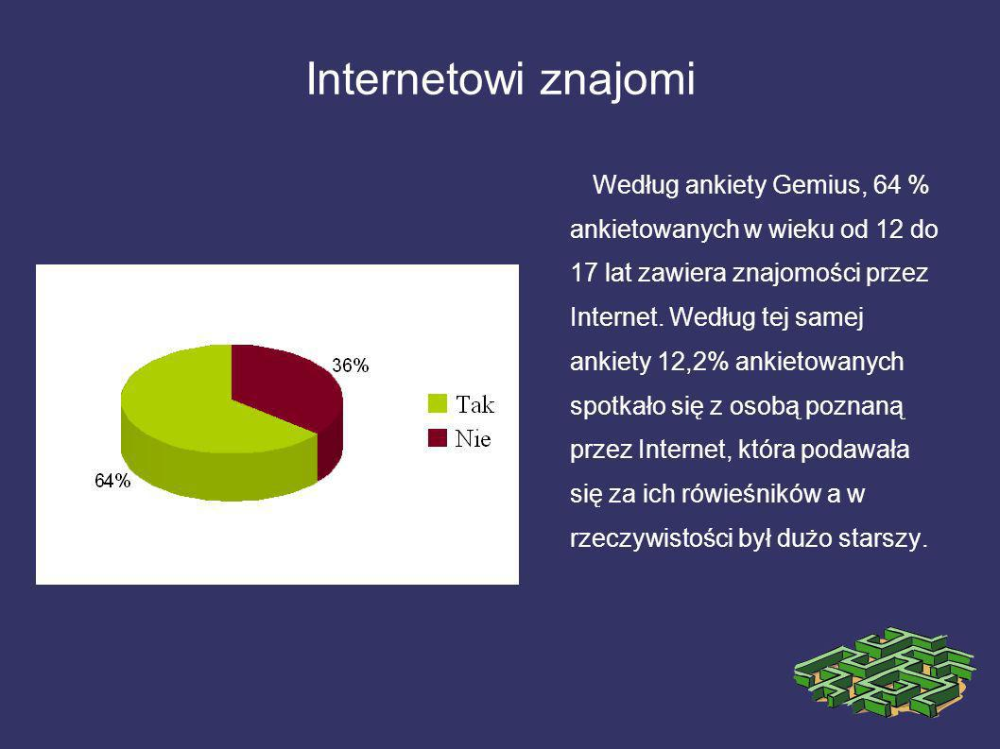 Internetowi znajomi
Według ankiety Gemius, 64 %
ankietowanych w wieku od 12 do
17 lat zawiera znajomości przez
Internet. Według tej samej
ankiety 12,2% ankietowanych
spotkało się z osobą poznaną
przez Internet, która podawała
się za ich rówieśników a w
rzeczywistości był dużo starszy.
36%
64%
Tak
Nie